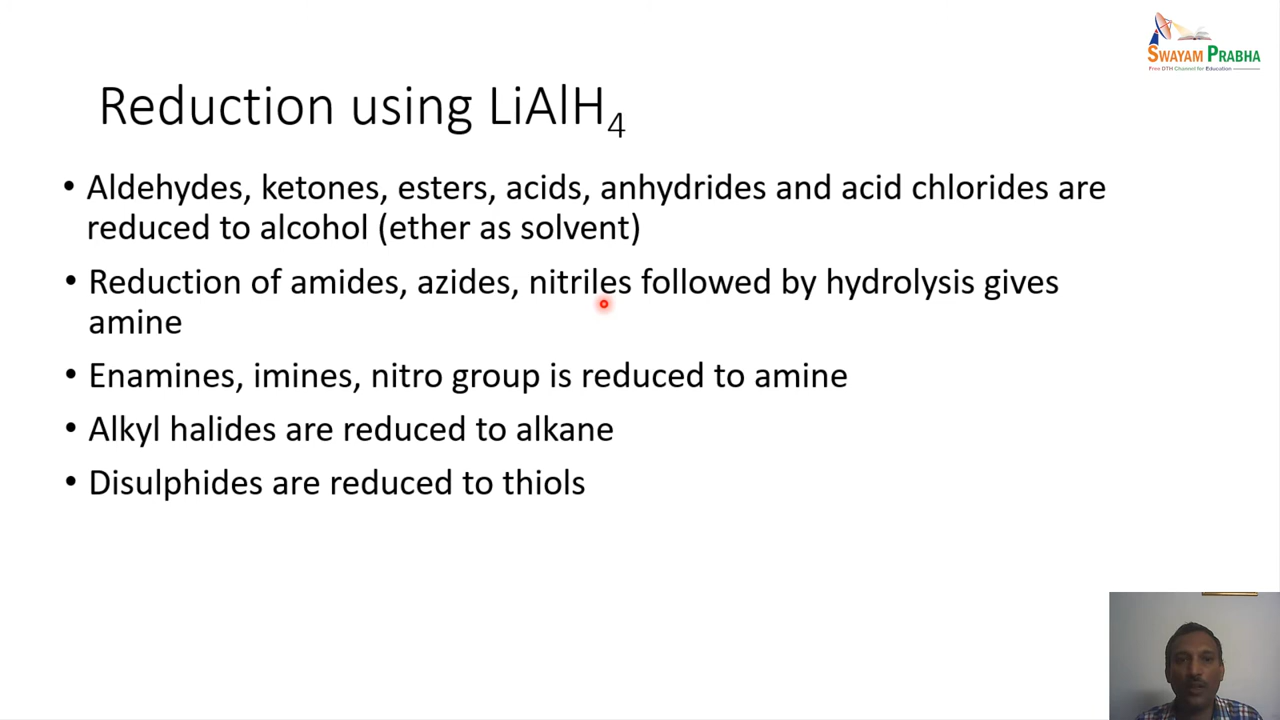 SWAYAM PRABHA
Free DTH Channel for Education
Reduction using LiAlH₄
• Aldehydes, ketones, esters, acids, anhydrides and acid chlorides are
reduced to alcohol (ether as solvent)
• Reduction of amides, azides, nitriles followed by hydrolysis gives
amine
• Enamines, imines, nitro group is reduced to amine
• Alkyl halides are reduced to alkane
• Disulphides are reduced to thiols